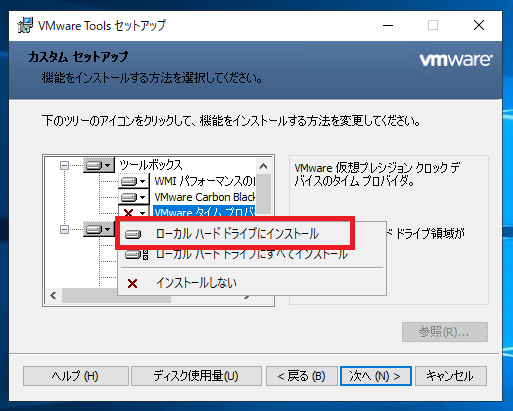 VMware Tools セットアップ
カスタム セットアップ
機能をインストールする方法を選択してください。
vmware
下のツリーのアイコンをクリックして、機能をインストールする方法を変更してください。
ツールボックス
WMI パフォーマンスの
VMware Carbon Black
VMware タイム プロバ
VMware 仮想プレシジョン クロック デ
バイスのタイム プロバイダ。
ローカル ハード ドライブにインストール
ドライブ領域が
ローカル ハード ドライブにすべてインストール
インストールしない
参照(R)...
ヘルプ (H)
ディスク使用量(U)
< 戻る (B)
次へ (N) >
キャンセル